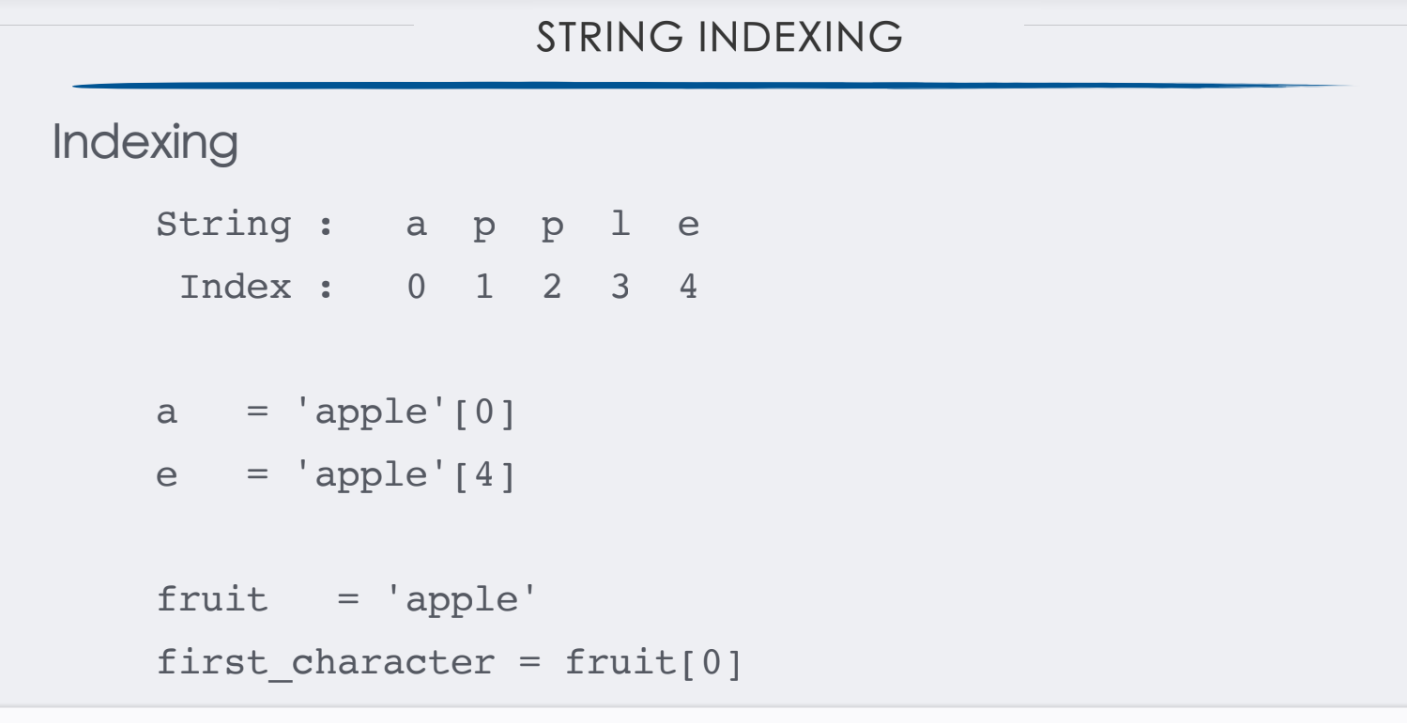 STRING INDEXING
Indexing
String :   a  p  p  l  e
 Index :   0  1  2  3  4
a   = 'apple'[0]
e   = 'apple'[4]
fruit   = 'apple'
first_character = fruit[0]